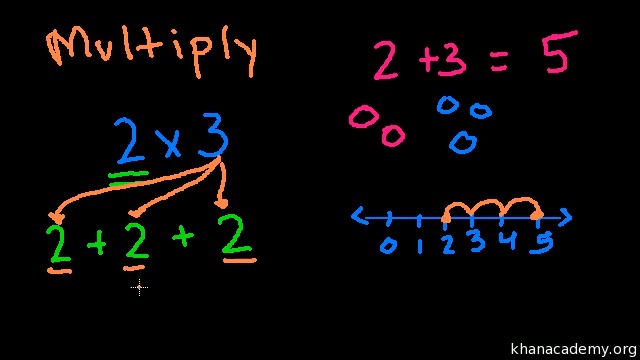 Multiply
2 x 3
2 + 2 + 2
2 + 3 = 5
0 1 2 3 4 5
khanacademy.org